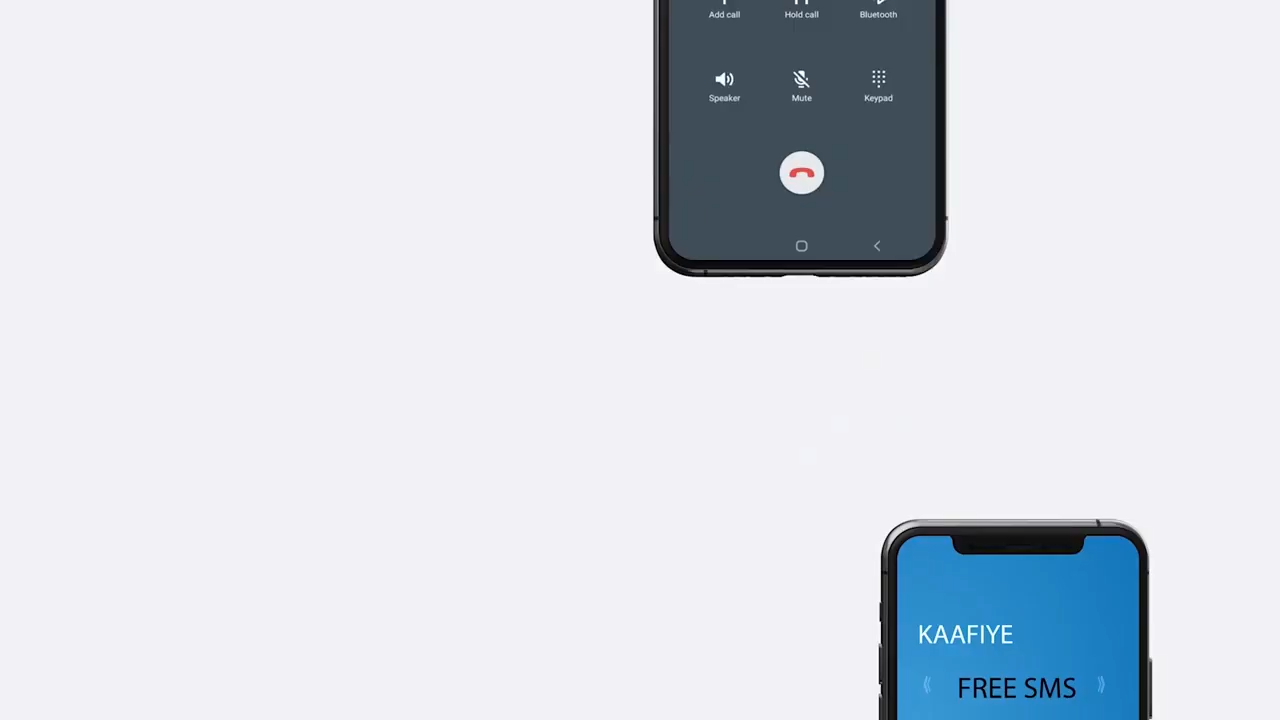 Add call Hold call Bluetooth
Speaker Mute Keypad
KAAFIYE
FREE SMS